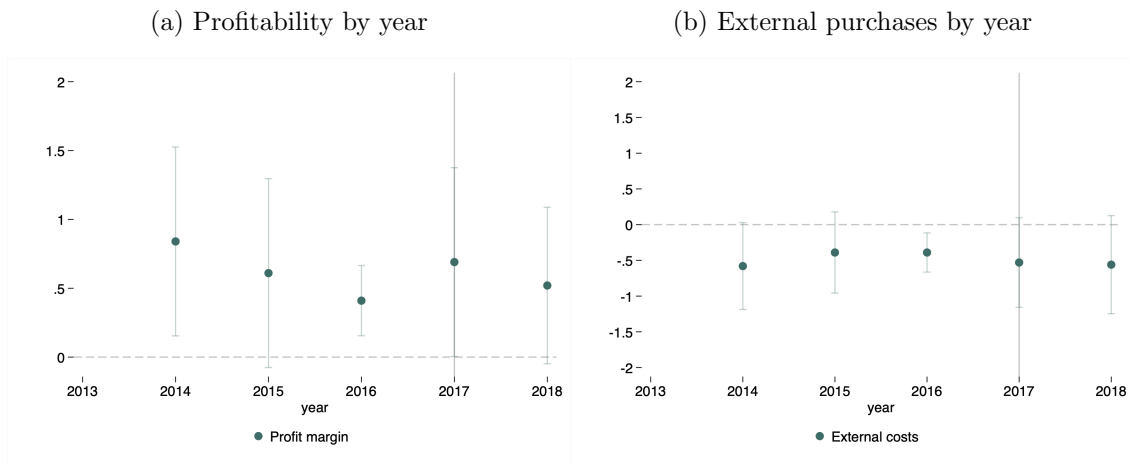 (a) Profitability by year
2
1.5
1
.5
0
2013 2014 2015 2016 2017 2018
year
Profit margin
(b) External purchases by year
2
1.5
1
.5
0
-.5
-1
-1.5
-2
2013 2014 2015 2016 2017 2018
year
External costs